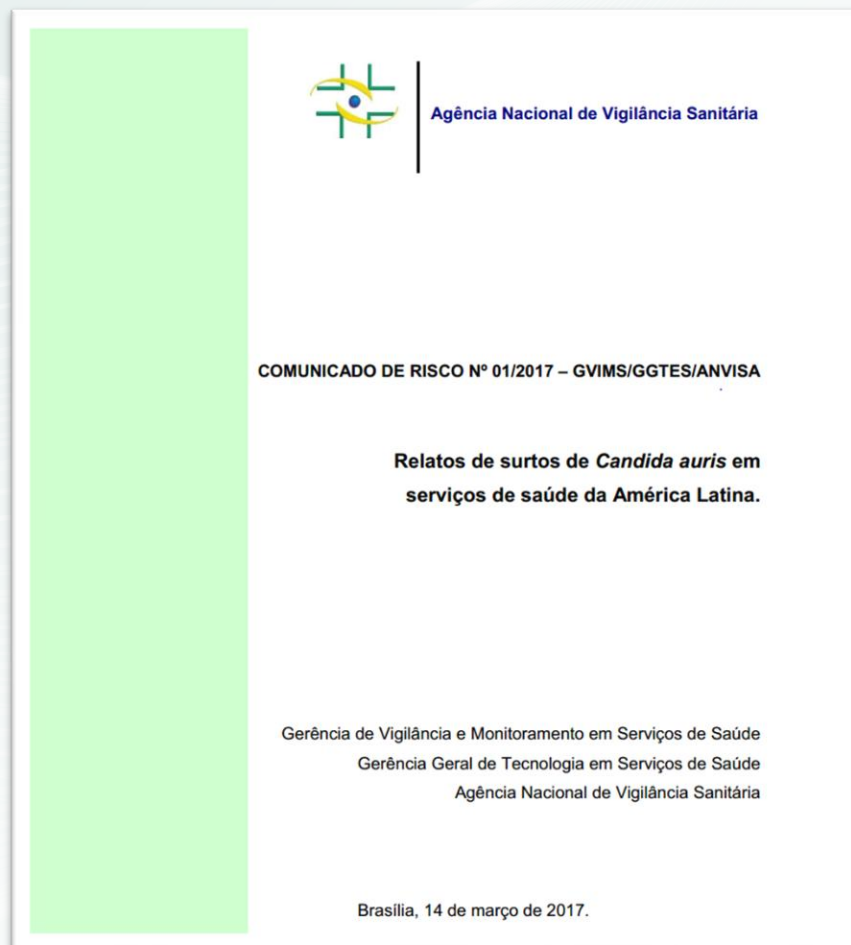 Agência Nacional de Vigilância Sanitária
COMUNICADO DE RISCO Nº 01/2017 – GVIMS/GGTES/ANVISA
Relatos de surtos de Candida auris em
serviços de saúde da América Latina.
Gerência de Vigilância e Monitoramento em Serviços de Saúde
Gerência Geral de Tecnologia em Serviços de Saúde
Agência Nacional de Vigilância Sanitária
Brasília, 14 de março de 2017.